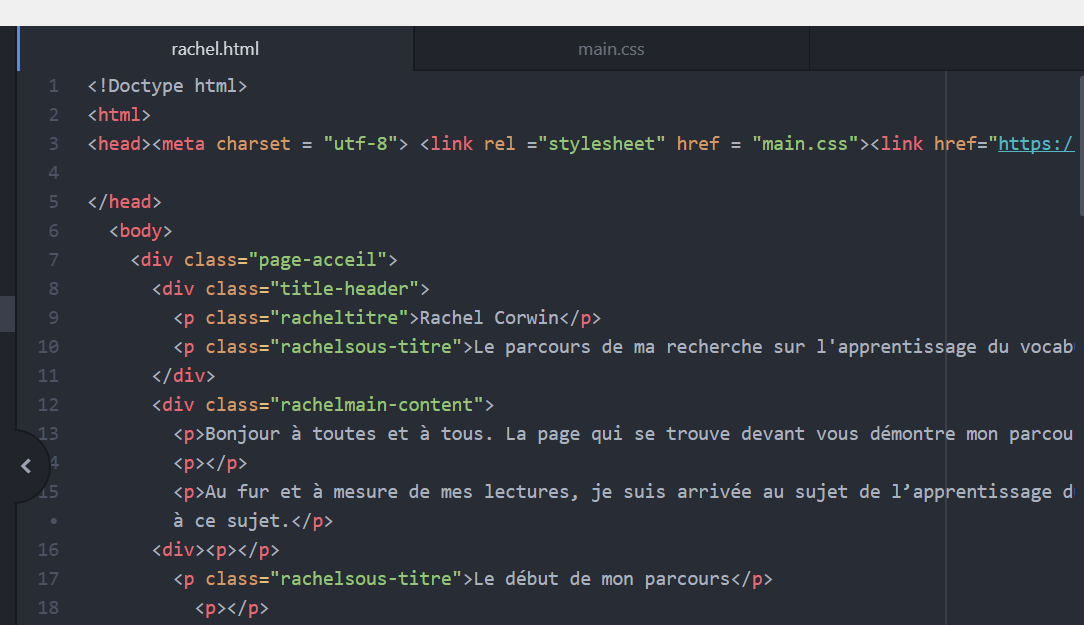 rachel.html main.css
1 <!Doctype html>
2 <html>
3 <head><meta charset = "utf-8"> <link rel ="stylesheet" href = "main.css"><link href="https:/
4
5 </head>
6 <body>
7 <div class="page-acceil">
8 <div class="title-header">
9 <p class="racheltitre">Rachel Corwin</p>
10 <p class="rachelsous-titre">Le parcours de ma recherche sur l'apprentissage du
11 </div>
12 <div class="rachelmain-content">
13 <p>Bonjour à toutes et à tous. La page qui se trouve devant vous démontre mon
4 <p></p>
15 <p>Au fur et à mesure de mes lectures, je suis arrivée au sujet de l’apprentissage
• à ce sujet.</p>
16 <div><p></p>
17 <p class="rachelsous-titre">Le début de mon parcours</p>
18 <p></p>